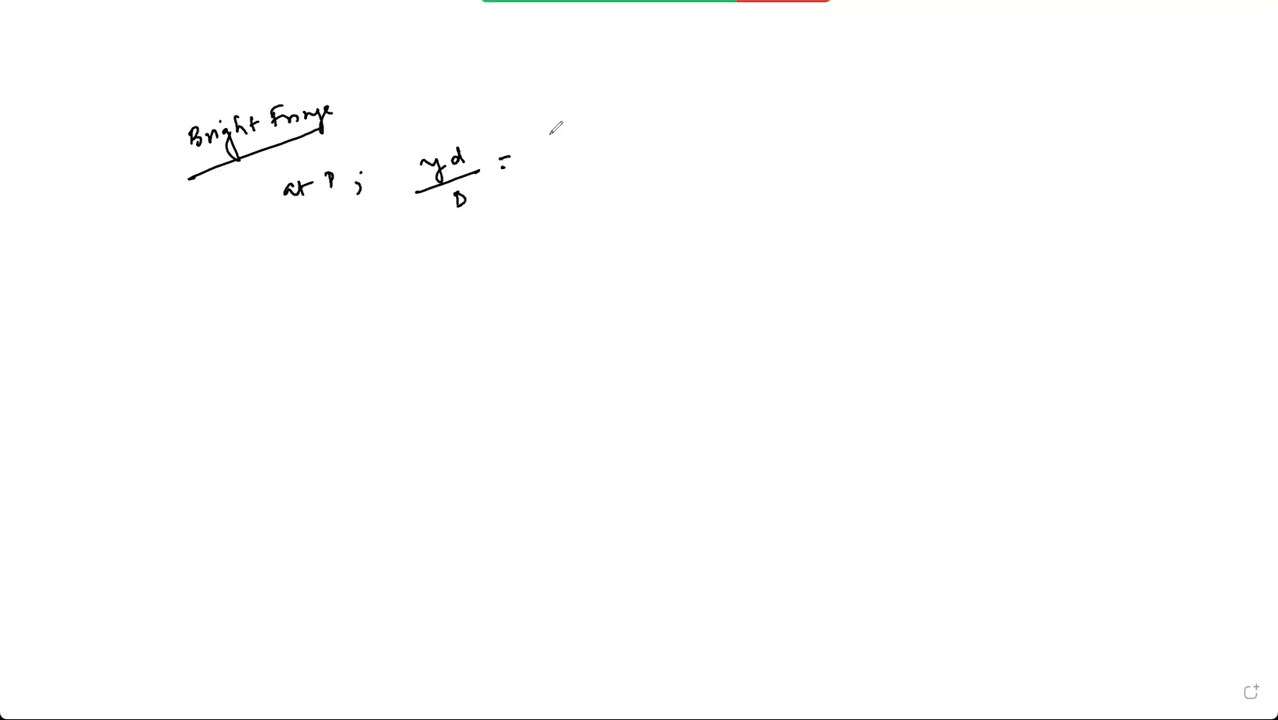 Bright Fringe
at P ; yd/D =